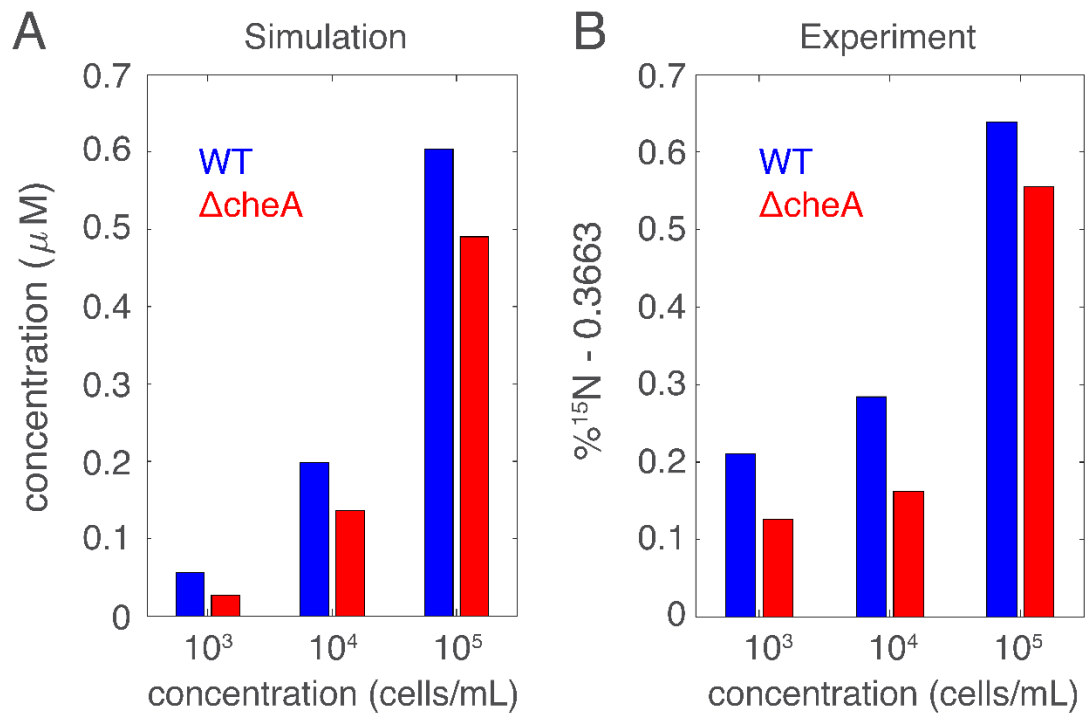 A
Simulation
0.7
0.6
0.5
0.4
0.3
0.2
0.1
0
concentration (μM)
WT
ΔcheA
10³
10⁴
10⁵
concentration (cells/mL)
B
Experiment
0.7
0.6
0.5
0.4
0.3
0.2
0.1
0
%¹⁵N - 0.3663
WT
ΔcheA
10³
10⁴
10⁵
concentration (cells/mL)